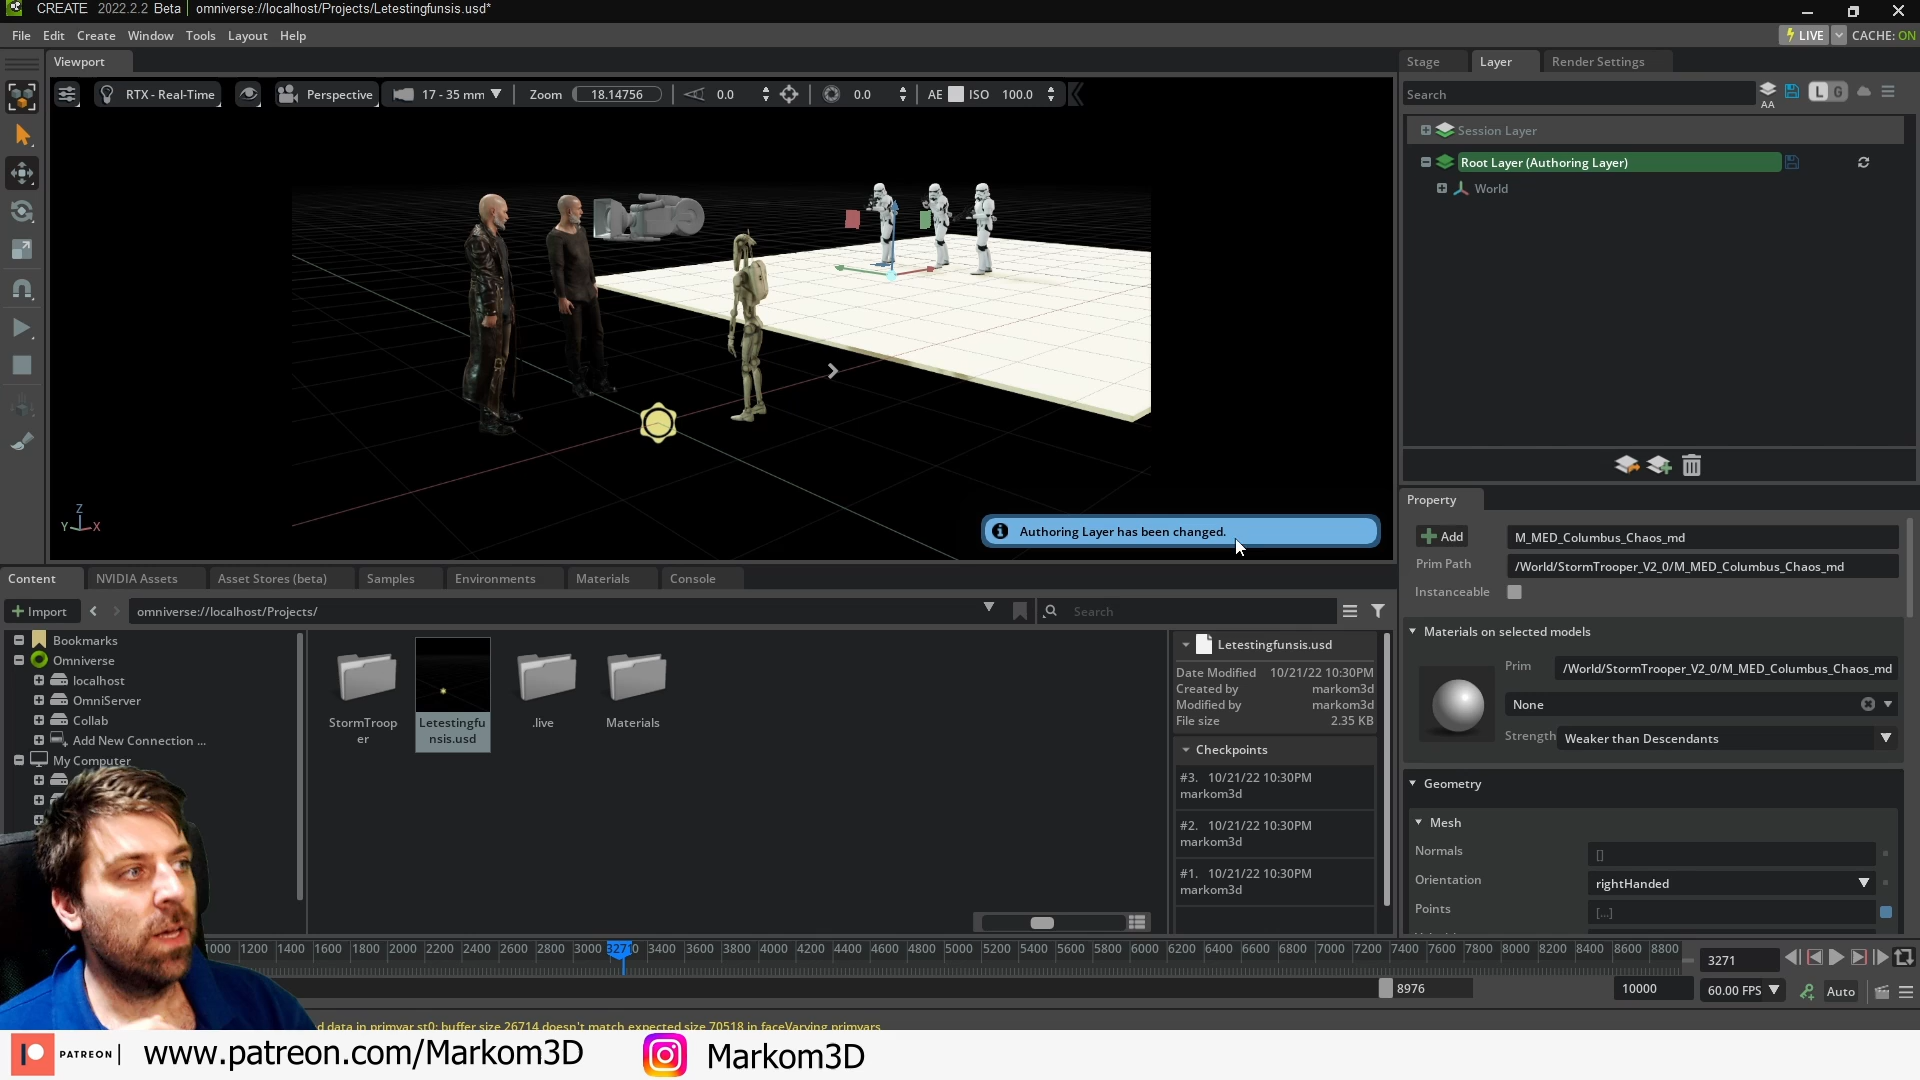 CREATE 2022.2.2 Beta | omniverse://localhost/Projects/Letestingfunsis.usd*
File Edit Create Window Tools Layout Help
LIVE CACHE: ON
Viewport
RTX - Real-Time Perspective 17 - 35 mm Zoom 18.14756 0.0 0.0 AE ISO 100.0
Z
Y X
Authoring Layer has been changed.
Stage Layer Render Settings
Search AA L G
Session Layer
Root Layer (Authoring Layer)
World
Property
Add M_MED_Columbus_Chaos_md
Prim Path /World/StormTrooper_V2_0/M_MED_Columbus_Chaos_md
Instanceable
Materials on selected models
Prim /World/StormTrooper_V2_0/M_MED_Columbus_Chaos_md
None
Strength Weaker than Descendants
Geometry
Mesh
Normals []
Orientation rightHanded
Points [...]
Content NVIDIA Assets Asset Stores (beta) Samples Environments Materials Console
Import omniverse://localhost/Projects/ Search
Bookmarks
Omniverse
localhost
OmniServer
Collab
Add New Connection ...
My Computer
StormTroop
er
Letestingfu
nsis.usd
.live
Materials
Letestingfunsis.usd
Date Modified 10/21/22 10:30PM
Created by markom3d
Modified by markom3d
File size 2.35 KB
Checkpoints
#3. 10/21/22 10:30PM
markom3d
#2. 10/21/22 10:30PM
markom3d
#1. 10/21/22 10:30PM
markom3d
1000 1200 1400 1600 1800 2000 2200 2400 2600 2800 3000 3271 3400 3600 3800 4000 4200 4400 4600 4800 5000 5200 5400 5600 5800 6000 6200 6400 6600 6800 7000 7200 7400 7600 7800 8000 8200 8400 8600 8800
3271
8976 10000 60.00 FPS Auto
d data in primvar st0: buffer size 26714 doesn't match expected size 70518 in faceVarying primvars
PATREON | www.patreon.com/Markom3D Markom3D